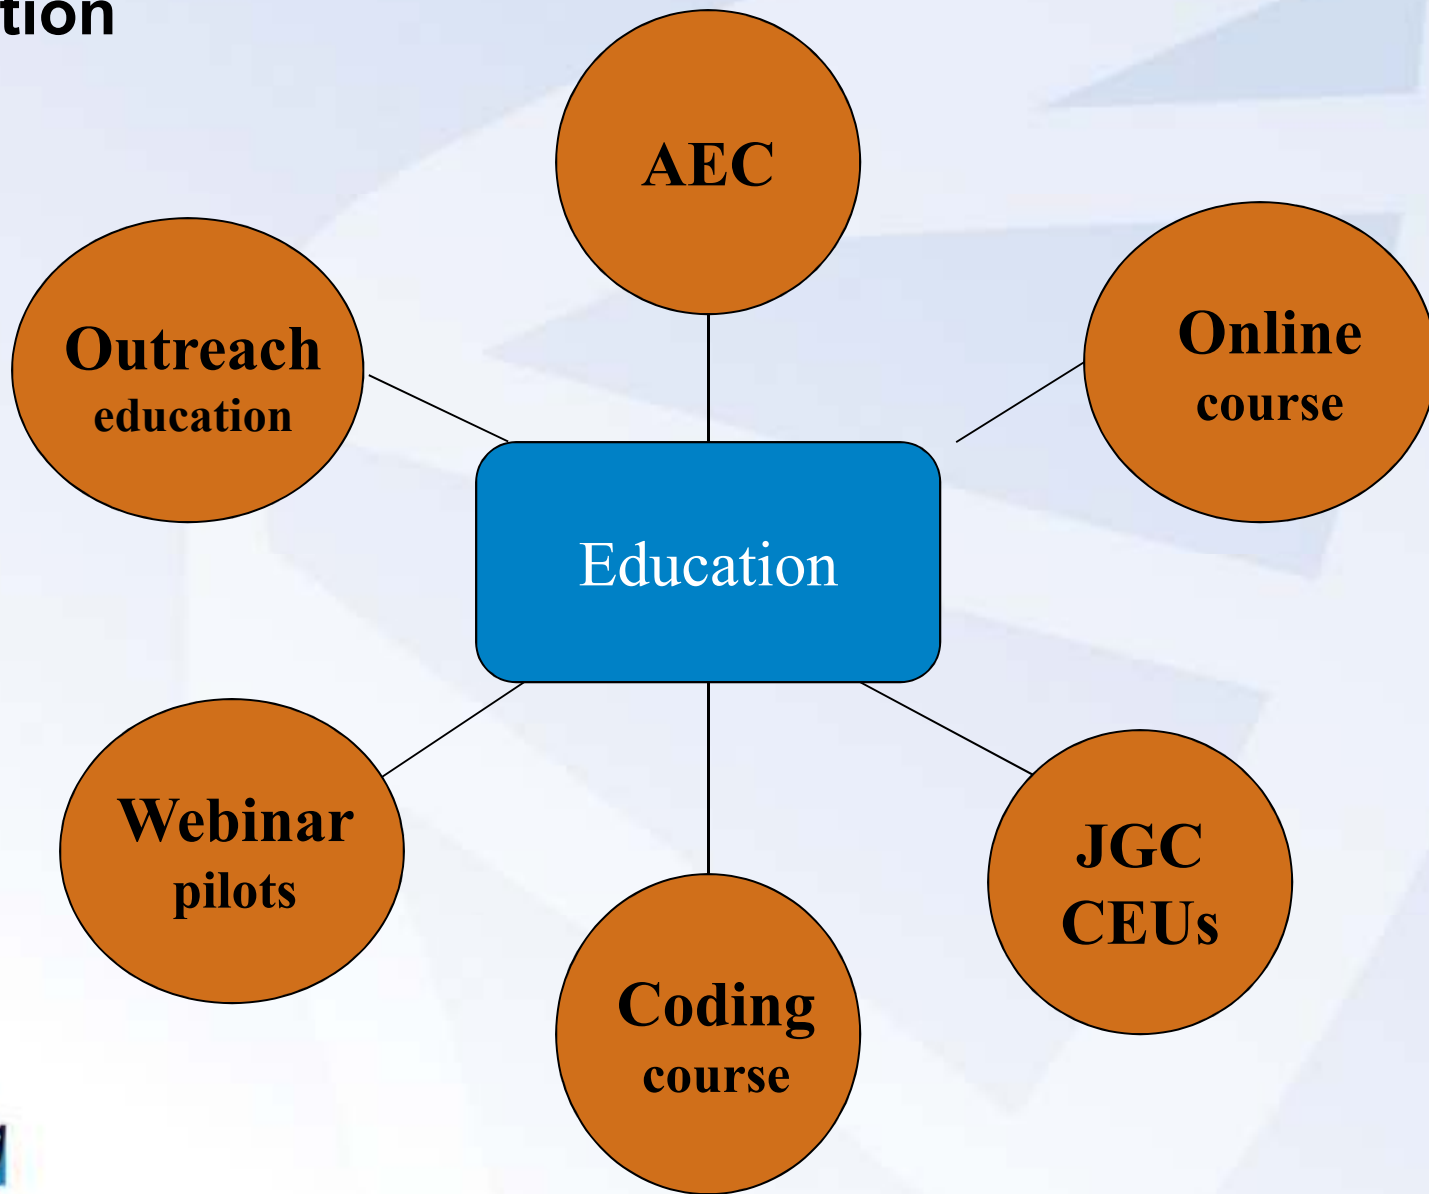 tion
AEC
Outreach
education
Online
course
Education
Webinar
pilots
JGC
CEUs
Coding
course